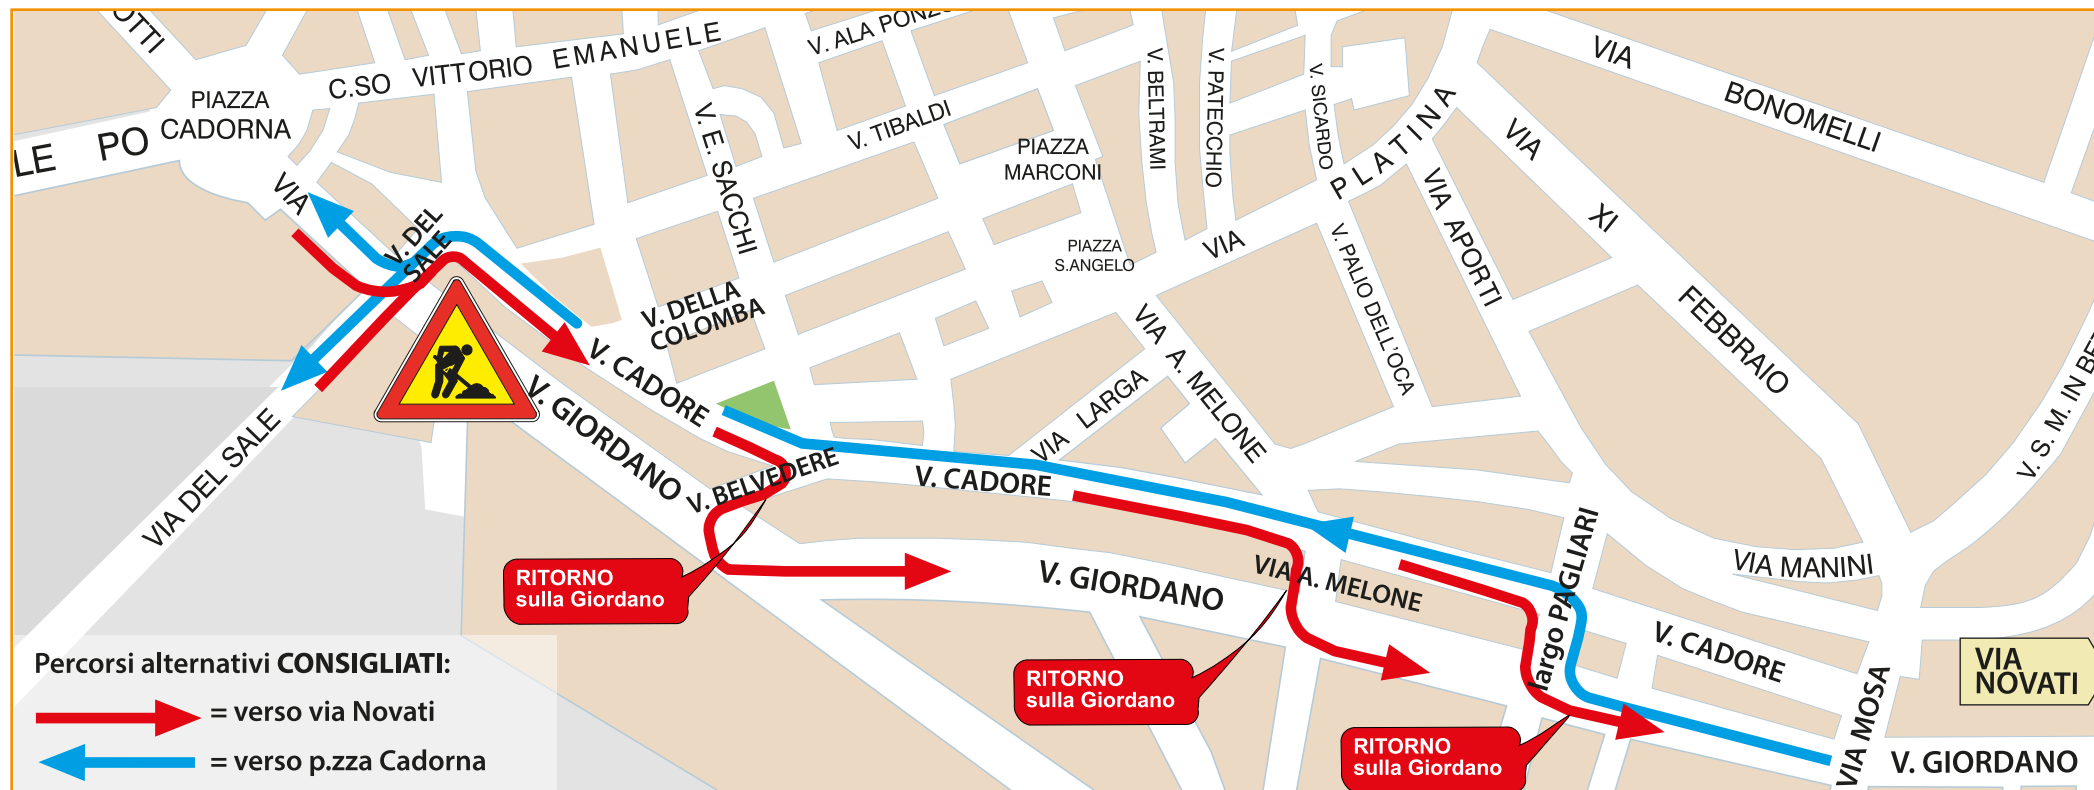 OTTI
PIAZZA
CADORNA
LE PO
C.SO VITTORIO EMANUELE
V. ALA PONZO
V. E. SACCHI
V. TIBALDI
PIAZZA
MARCONI
V. BELTRAMI
V. PATECCHIO
V. SICARDO
VIA PLATINA
VIA BONOMELLI
VIA XI FEBBRAIO
VIA APORTI
V. PALIO DELL'OCA
PIAZZA
S.ANGELO
VIA
V. DEL
SALE
V. DELLA
COLOMBA
V. CADORE
V. GIORDANO
V. BELVEDERE
VIA DEL SALE
VIA LARGA
VIA A. MELONE
V. CADORE
V. GIORDANO
VIA A. MELONE
largo PAGLIARI
V. CADORE
VIA MANINI
V. S. M. IN BE
VIA MOSA
VIA
NOVATI
V. GIORDANO
RITORNO
sulla Giordano
RITORNO
sulla Giordano
RITORNO
sulla Giordano
Percorsi alternativi CONSIGLIATI:
= verso via Novati
= verso p.zza Cadorna